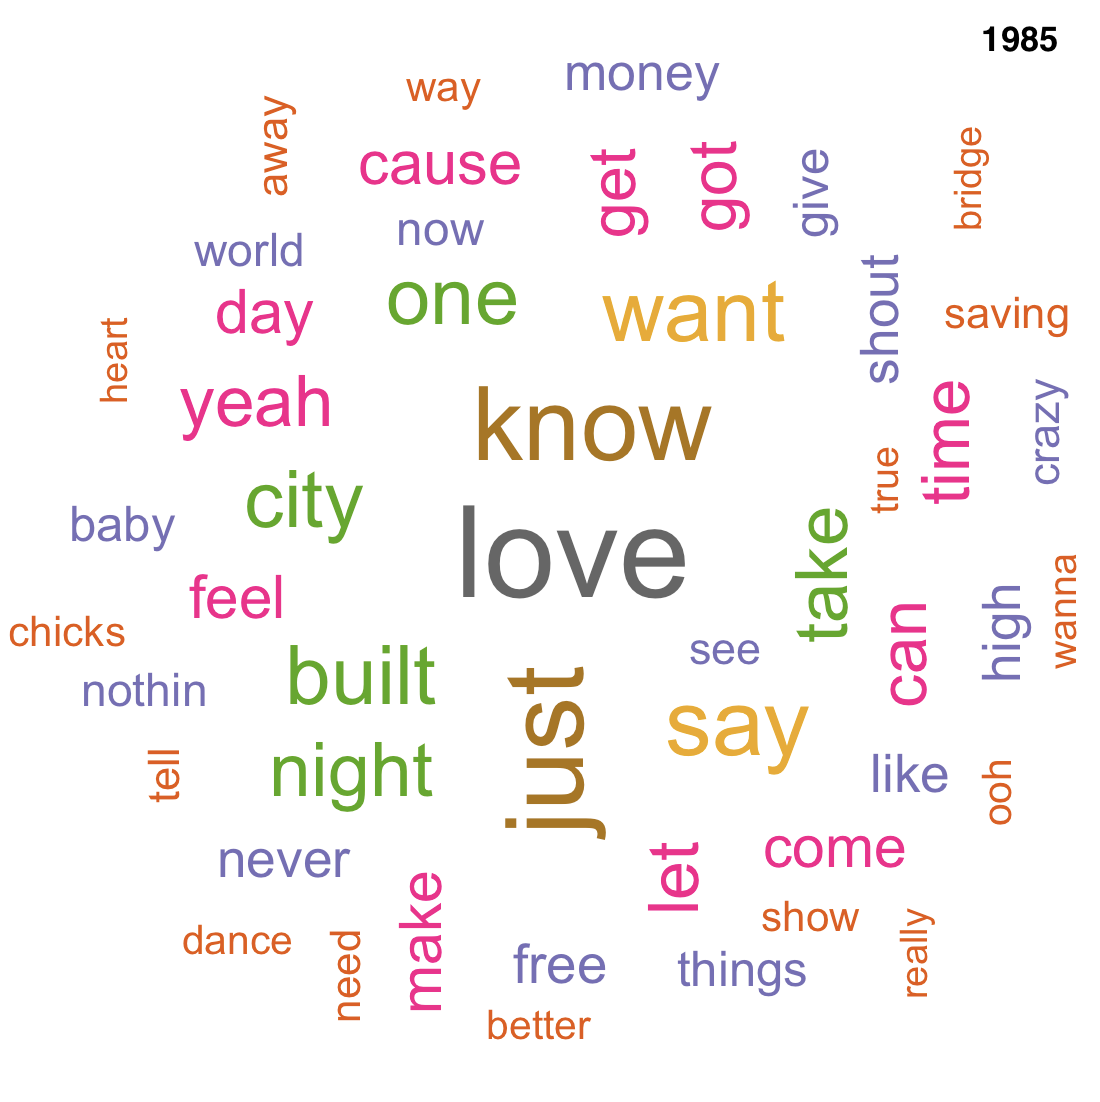 1985
money
way
away
cause
get
got
give
bridge
now
world
one
day
want
shout
saving
heart
yeah
know
time
crazy
true
city
baby
love
take
feel
chicks
can
high
wanna
see
nothin
built
just
say
tell
night
like
ooh
never
make
let
come
show
really
dance
need
free
things
better